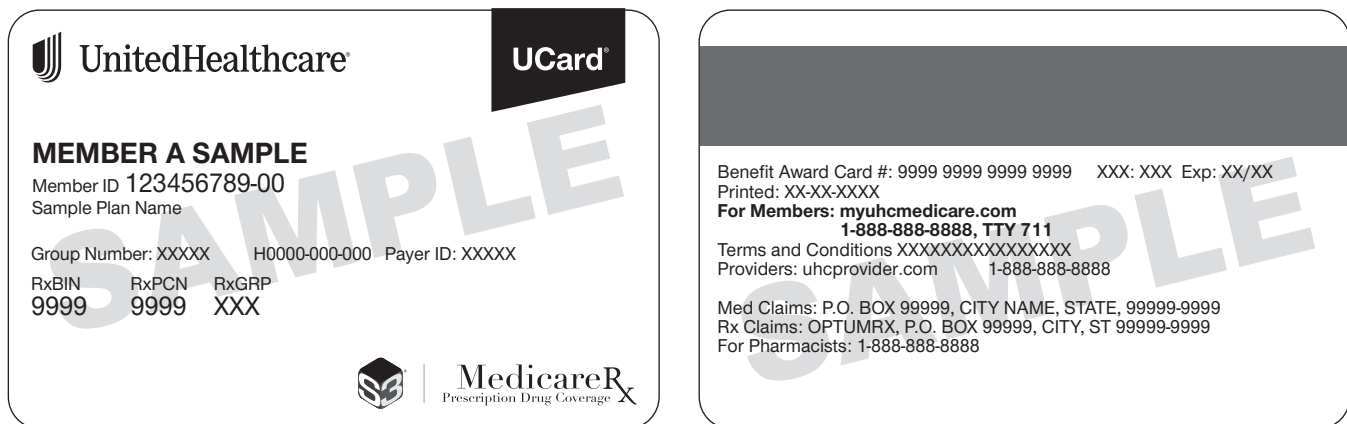 UnitedHealthcare®
UCard®
MEMBER A SAMPLE
Member ID 123456789-00
Sample Plan Name
Group Number: XXXXX H0000-000-000 Payer ID: XXXXX
RxBIN RxPCN RxGRP
9999 9999 XXX
S3
MedicareRx
Prescription Drug Coverage
SAMPLE
Benefit Award Card #: 9999 9999 9999 9999 XXX: XXX Exp: XX/XX
Printed: XX-XX-XXXX
For Members: myuhcmedicare.com
1-888-888-8888, TTY 711
Terms and Conditions XXXXXXXXXXXXXXXX
Providers: uhcprovider.com 1-888-888-8888
Med Claims: P.O. BOX 99999, CITY NAME, STATE, 99999-9999
Rx Claims: OPTUMRX, P.O. BOX 99999, CITY, ST 99999-9999
For Pharmacists: 1-888-888-8888
SAMPLE